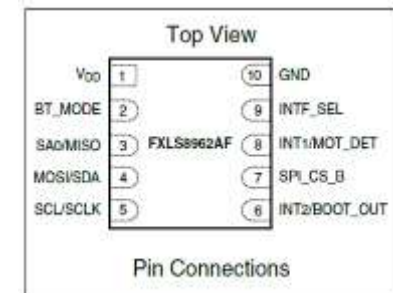 Top View
VDD 1 10 GND
BT_MODE 2 9 INTF_SEL
SA0/MISO 3 FXLS8962AF 8 INT1/MOT_DET
MOSI/SDA 4 7 SPI_CS_B
SCL/SCLK 5 6 INT2/BOOT_OUT
Pin Connections